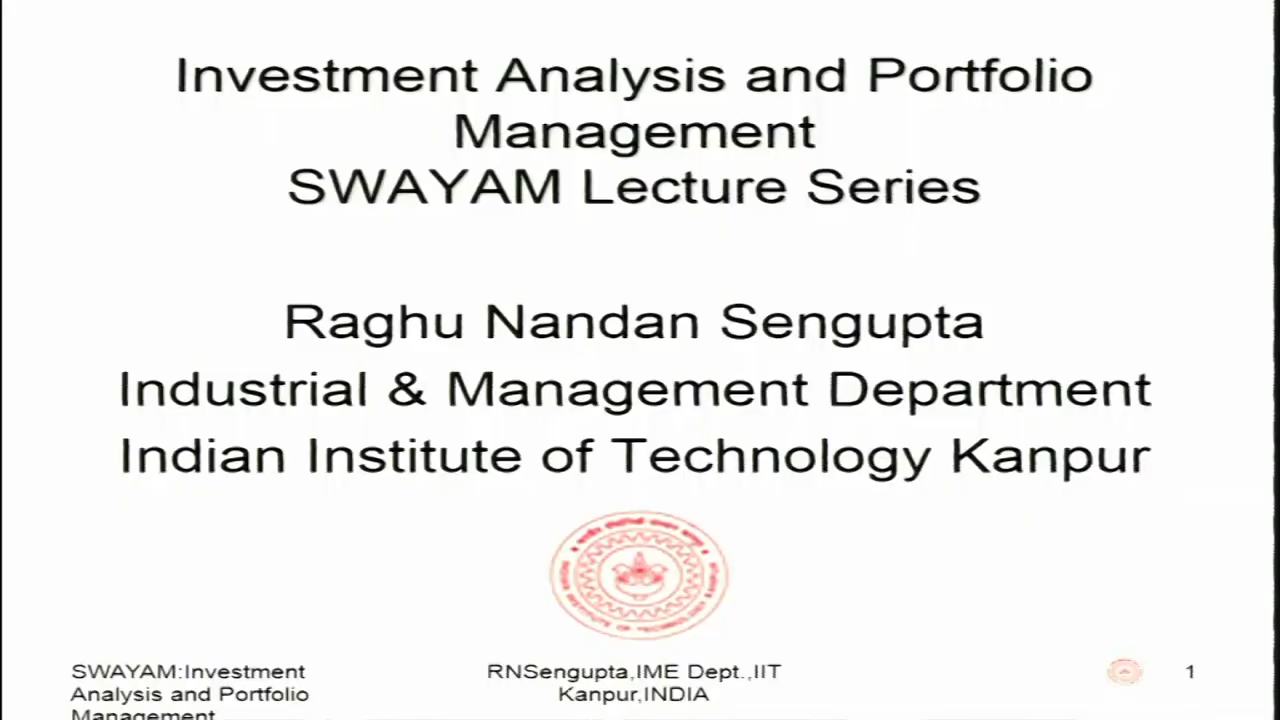 Investment Analysis and Portfolio
Management
SWAYAM Lecture Series
Raghu Nandan Sengupta
Industrial & Management Department
Indian Institute of Technology Kanpur
SWAYAM:Investment
Analysis and Portfolio
Management
RNSengupta,IME Dept.,IIT
Kanpur,INDIA
1